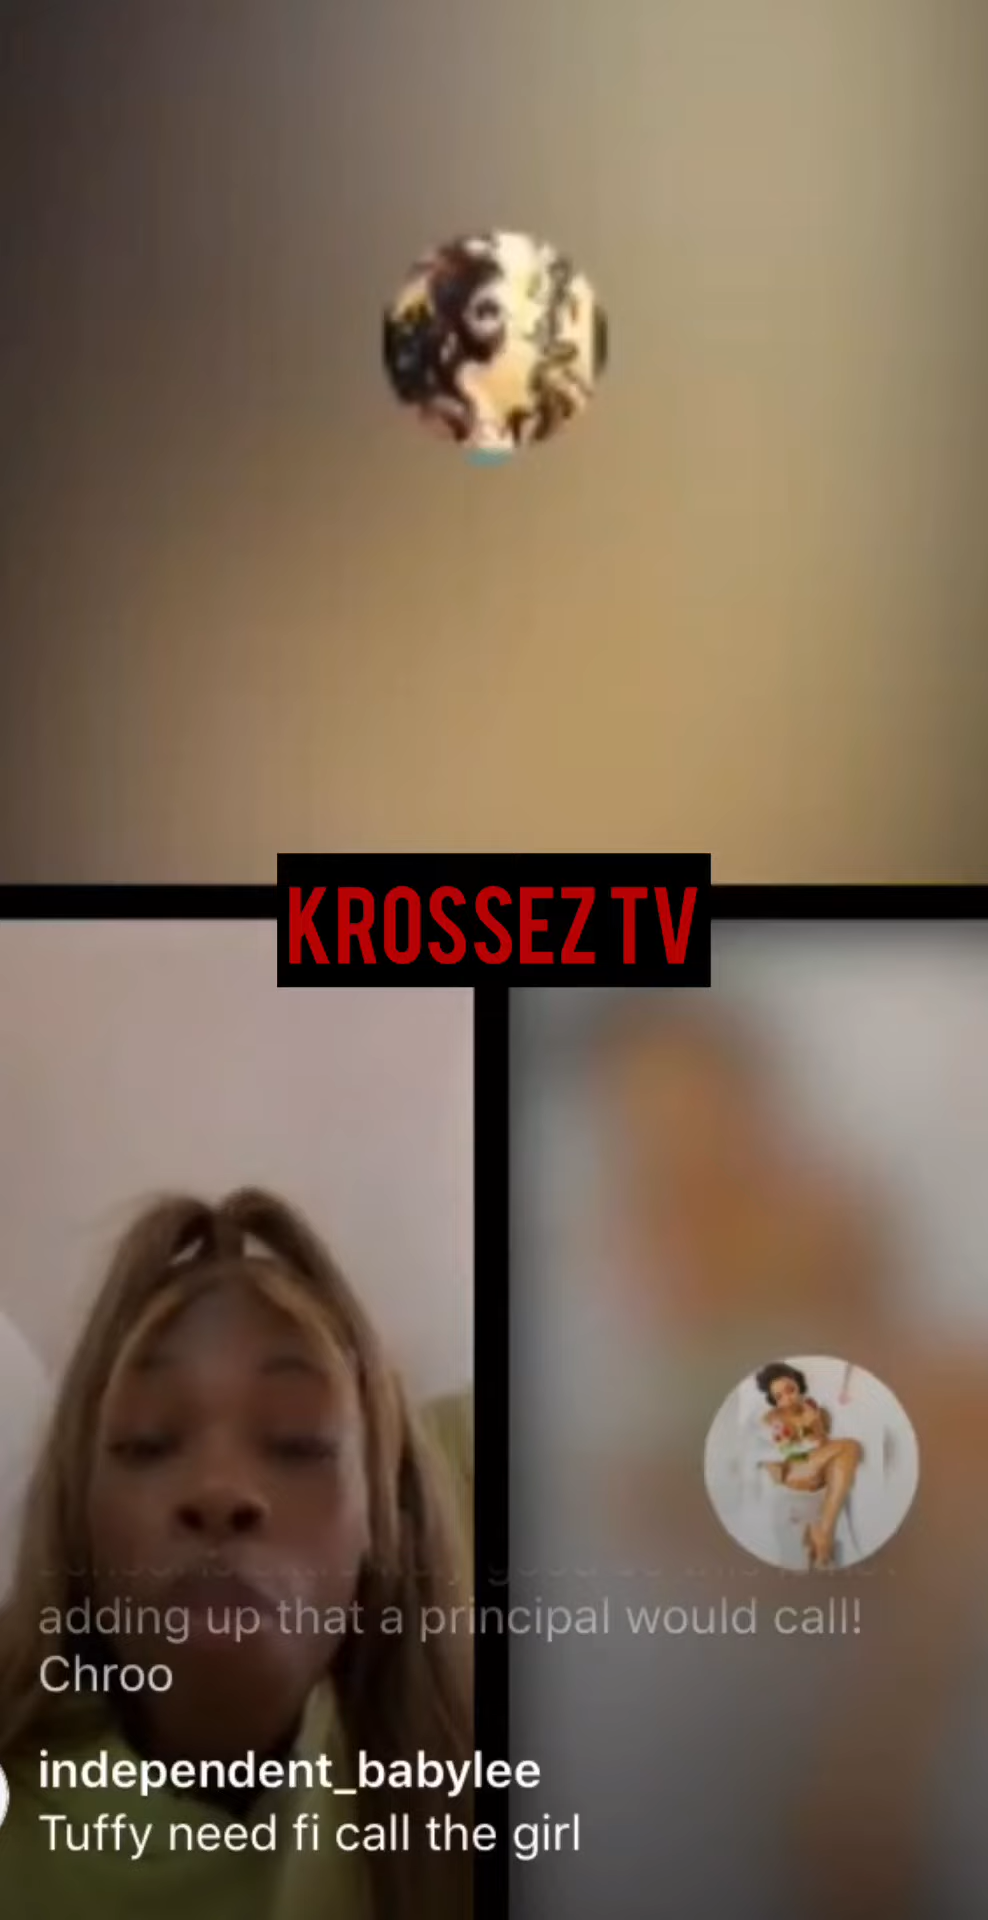 KROSSEZ TV
adding up that a principal would call!
Chroo
independent_babylee
Tuffy need fi call the girl